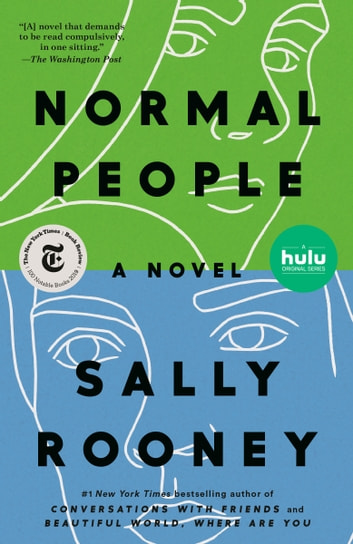 “[A] novel that demands
to be read compulsively,
in one sitting.”
—The Washington Post
NORMAL
PEOPLE
The New York Times | Book Review
T
100 Notable Books 2019
A NOVEL
A
hulu
ORIGINAL SERIES
SALLY
ROONEY
#1 New York Times bestselling author of
CONVERSATIONS WITH FRIENDS and
BEAUTIFUL WORLD, WHERE ARE YOU